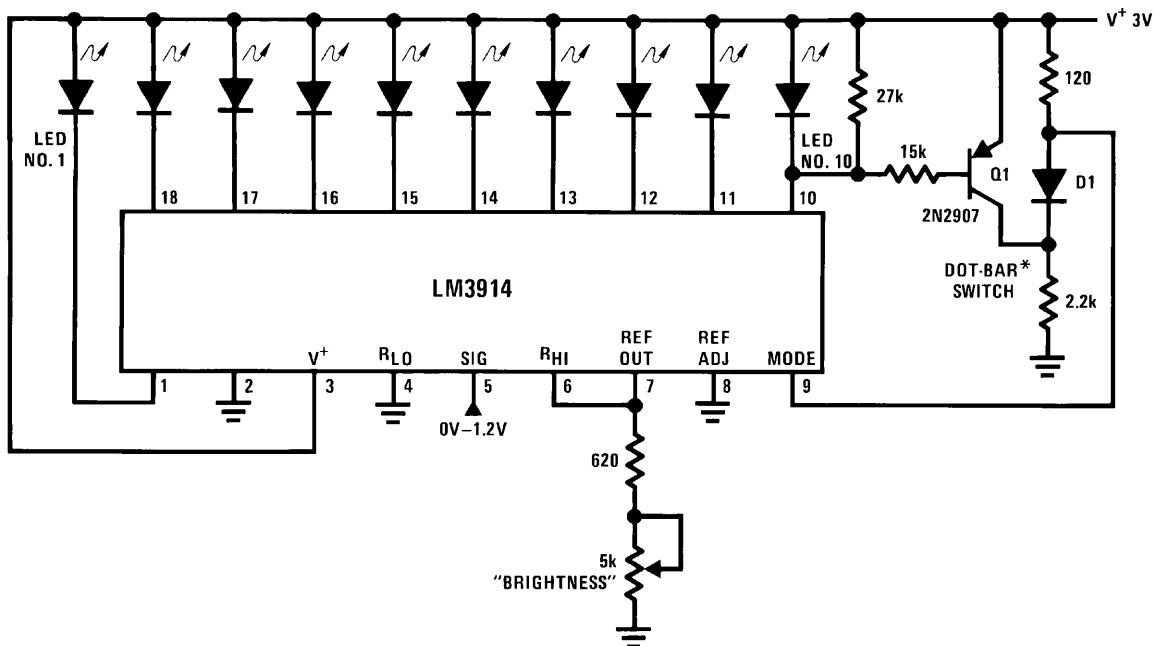 V+ 3V
120
27k
LED
NO. 1
LED
NO. 10
15k
Q1
D1
2N2907
18 17 16 15 14 13 12 11 10
DOT-BAR*
SWITCH
2.2k
LM3914
V+ RLO SIG RHI REF OUT REF ADJ MODE
1 2 3 4 5 6 7 8 9
0V–1.2V
620
5k
"BRIGHTNESS"